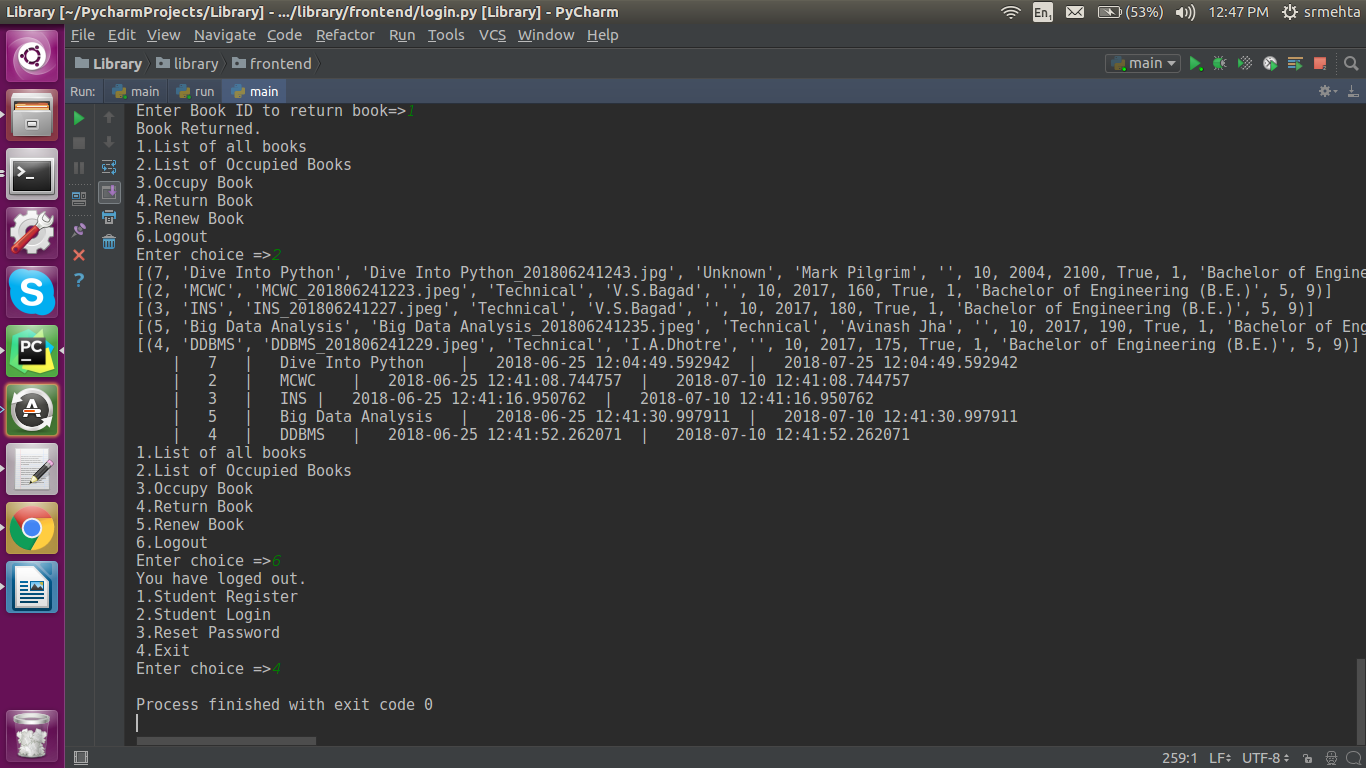 Library [~/PycharmProjects/Library] - .../library/frontend/login.py [Library] - PyCharm
En1 (53%) 12:47 PM srmehta
File Edit View Navigate Code Refactor Run Tools VCS Window Help
Library library frontend main
Run: main run main
Enter Book ID to return book=>1
Book Returned.
1.List of all books
2.List of Occupied Books
3.Occupy Book
4.Return Book
5.Renew Book
6.Logout
Enter choice =>2
[(7, 'Dive Into Python', 'Dive Into Python_201806241243.jpg', 'Unknown', 'Mark Pilgrim', '', 10, 2004, 2100, True, 1, 'Bachelor of Engine
[(2, 'MCWC', 'MCWC_201806241223.jpeg', 'Technical', 'V.S.Bagad', '', 10, 2017, 160, True, 1, 'Bachelor of Engineering (B.E.)', 5, 9)]
[(3, 'INS', 'INS_201806241227.jpeg', 'Technical', 'V.S.Bagad', '', 10, 2017, 180, True, 1, 'Bachelor of Engineering (B.E.)', 5, 9)]
[(5, 'Big Data Analysis', 'Big Data Analysis_201806241235.jpeg', 'Technical', 'Avinash Jha', '', 10, 2017, 190, True, 1, 'Bachelor of Eng
[(4, 'DDBMS', 'DDBMS_201806241229.jpeg', 'Technical', 'I.A.Dhotre', '', 10, 2017, 175, True, 1, 'Bachelor of Engineering (B.E.)', 5, 9)]
| 7 | Dive Into Python | 2018-06-25 12:04:49.592942 | 2018-07-25 12:04:49.592942
| 2 | MCWC | 2018-06-25 12:41:08.744757 | 2018-07-10 12:41:08.744757
| 3 | INS | 2018-06-25 12:41:16.950762 | 2018-07-10 12:41:16.950762
| 5 | Big Data Analysis | 2018-06-25 12:41:30.997911 | 2018-07-10 12:41:30.997911
| 4 | DDBMS | 2018-06-25 12:41:52.262071 | 2018-07-10 12:41:52.262071
1.List of all books
2.List of Occupied Books
3.Occupy Book
4.Return Book
5.Renew Book
6.Logout
Enter choice =>6
You have loged out.
1.Student Register
2.Student Login
3.Reset Password
4.Exit
Enter choice =>4
Process finished with exit code 0
259:1 LF UTF-8